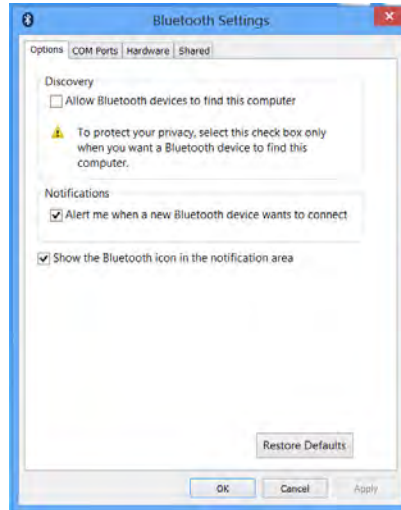 Bluetooth Settings
Options COM Ports Hardware Shared
Discovery
Allow Bluetooth devices to find this computer
To protect your privacy, select this check box only
when you want a Bluetooth device to find this
computer.
Notifications
Alert me when a new Bluetooth device wants to connect
Show the Bluetooth icon in the notification area
Restore Defaults
OK Cancel Apply